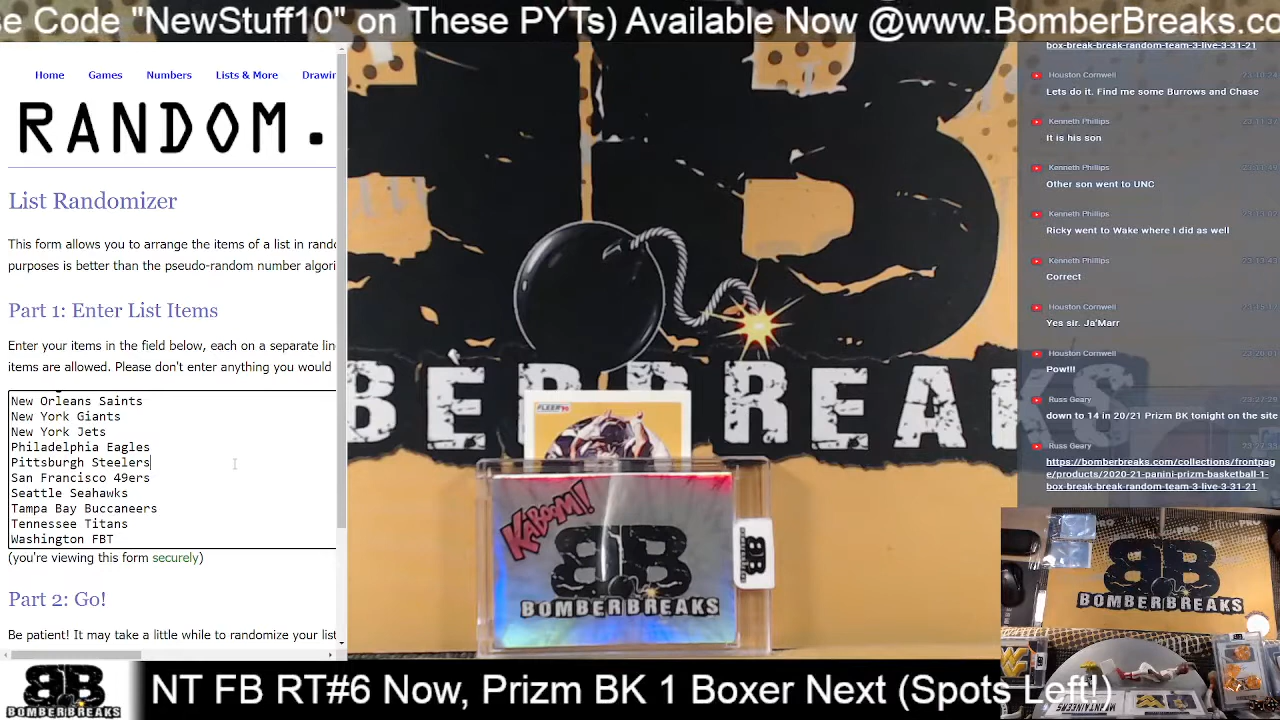 se Code "NewStuff10" on These PYTs) Available Now @www.BomberBreaks.co
Home Games Numbers Lists & More Drawin
RANDOM.
List Randomizer
This form allows you to arrange the items of a list in rando
purposes is better than the pseudo-random number algori
Part 1: Enter List Items
Enter your items in the field below, each on a separate lin
items are allowed. Please don't enter anything you would
New Orleans Saints
New York Giants
New York Jets
Philadelphia Eagles
Pittsburgh Steelers
San Francisco 49ers
Seattle Seahawks
Tampa Bay Buccaneers
Tennessee Titans
Washington FBT
(you're viewing this form securely)
Part 2: Go!
Be patient! It may take a little while to randomize your list
BB
BOMBERBREAKS
NT FB RT#6 Now, Prizm BK 1 Boxer Next (Spots Left!)
BER BREAKS
FLEER 90
KABOOM!!
BB
BOMBERBREAKS
box-break-break-random-team-3-live-3-31-21
Houston Cornwell
Lets do it. Find me some Burrows and Chase
Kenneth Phillips
It is his son
Kenneth Phillips
Other son went to UNC
Kenneth Phillips
Ricky went to Wake where I did as well
Kenneth Phillips
Correct
Houston Cornwell
Yes sir. Ja'Marr
Houston Cornwell
Pow!!!
Russ Geary
down to 14 in 20/21 Prizm BK tonight on the site
Russ Geary
https://bomberbreaks.com/collections/frontpag
e/products/2020-21-panini-prizm-basketball-1-
box-break-break-random-team-3-live-3-31-21
BB
BOMBERBREAKS